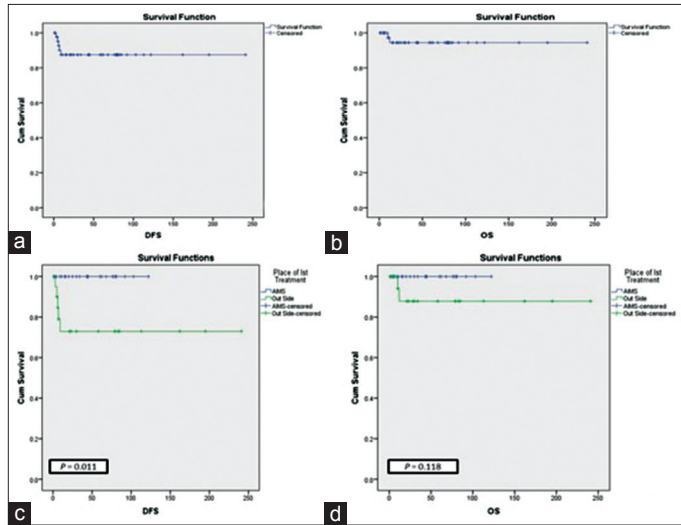 Survival Function
Cum Survival
1.0
0.8
0.6
0.4
0.2
0.0
0 50 100 150 200 250
DFS
Survival Function
Censored
a
Survival Function
Cum Survival
1.0
0.8
0.6
0.4
0.2
0.0
0 50 100 150 200 250
OS
Survival Function
Censored
b
Survival Functions
Cum Survival
1.0
0.8
0.6
0.4
0.2
0.0
0 50 100 150 200 250
DFS
Place of Ist
Treatment
AIMS
Out Side
AIMS-censored
Out Side-censored
P = 0.011
c
Survival Functions
Cum Survival
1.0
0.8
0.6
0.4
0.2
0.0
0 50 100 150 200 250
OS
Place of Ist
Treatment
AIMS
Out Side
AIMS-censored
Out Side-censored
P = 0.118
d